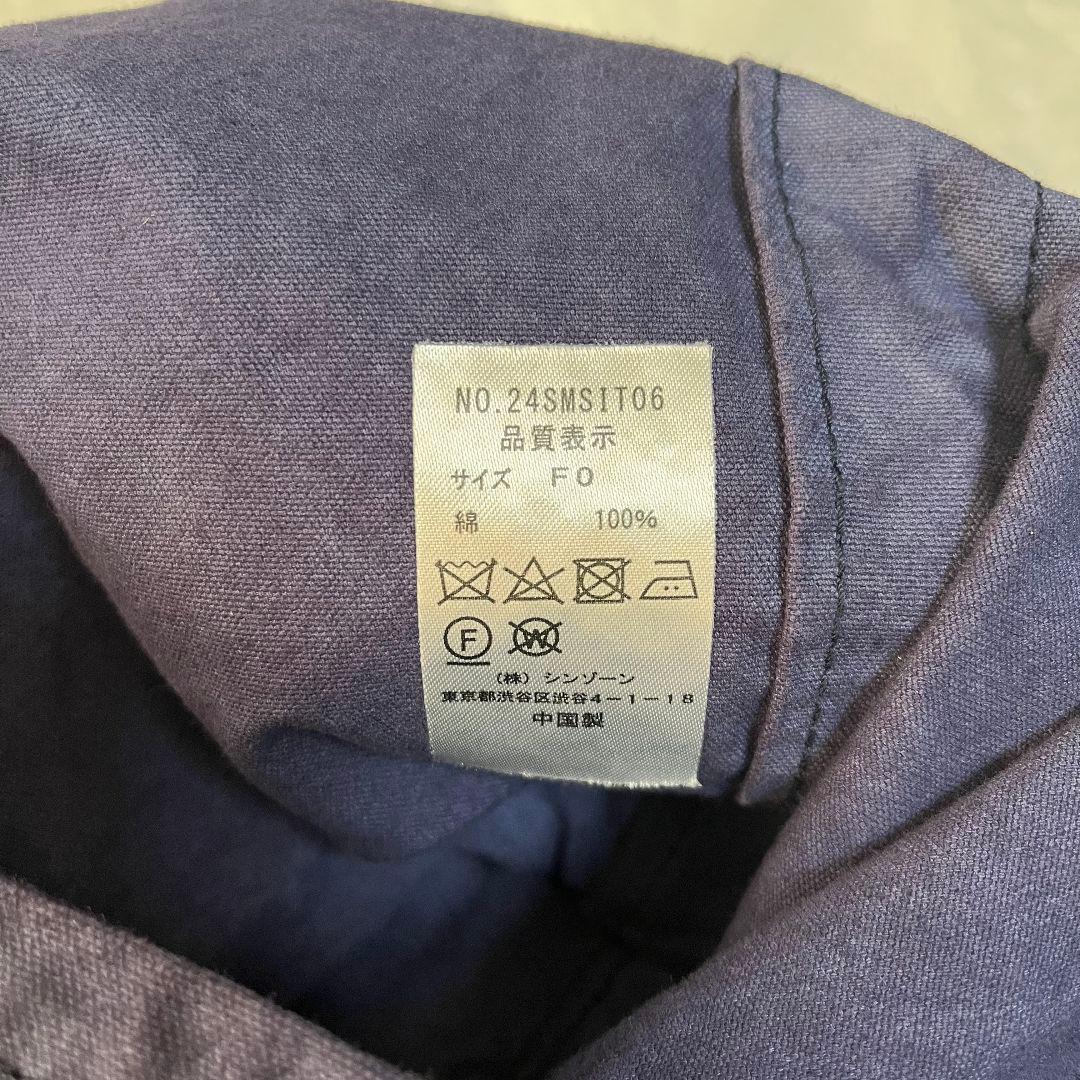 NO.24SMSIT06
品質表示
サイズ F0
綿 100%
F W
(株) シンゾーン
東京都渋谷区渋谷4-1-18
中国製